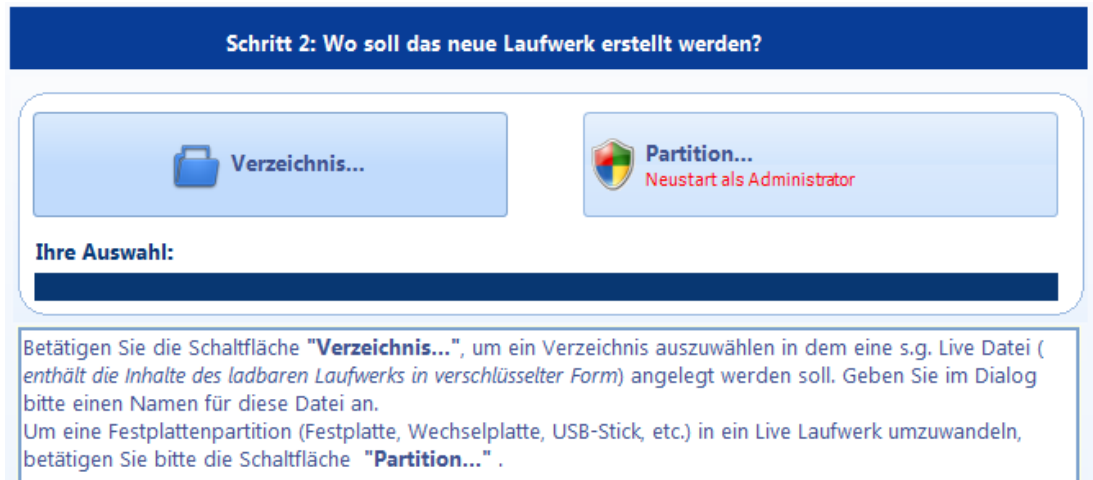 Schritt 2: Wo soll das neue Laufwerk erstellt werden?
Verzeichnis...
Partition...
Neustart als Administrator
Ihre Auswahl:
Betätigen Sie die Schaltfläche "Verzeichnis...", um ein Verzeichnis auszuwählen in dem eine s.g. Live Datei (
enthält die Inhalte des ladbaren Laufwerks in verschlüsselter Form) angelegt werden soll. Geben Sie im Dialog
bitte einen Namen für diese Datei an.
Um eine Festplattenpartition (Festplatte, Wechselplatte, USB-Stick, etc.) in ein Live Laufwerk umzuwandeln,
betätigen Sie bitte die Schaltfläche "Partition..." .